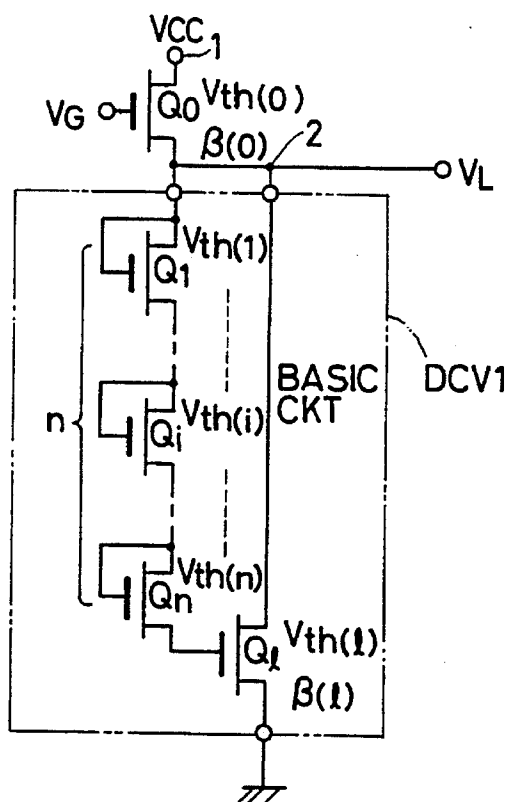 VCC 1
VG Q0 Vth(0)
β(0) 2
VL
Vth(1)
Q1
BASIC
CKT
DCV1
n
Vth(i)
Qi
Vth(n)
Qn
Vth(ℓ)
Qℓ
β(ℓ)